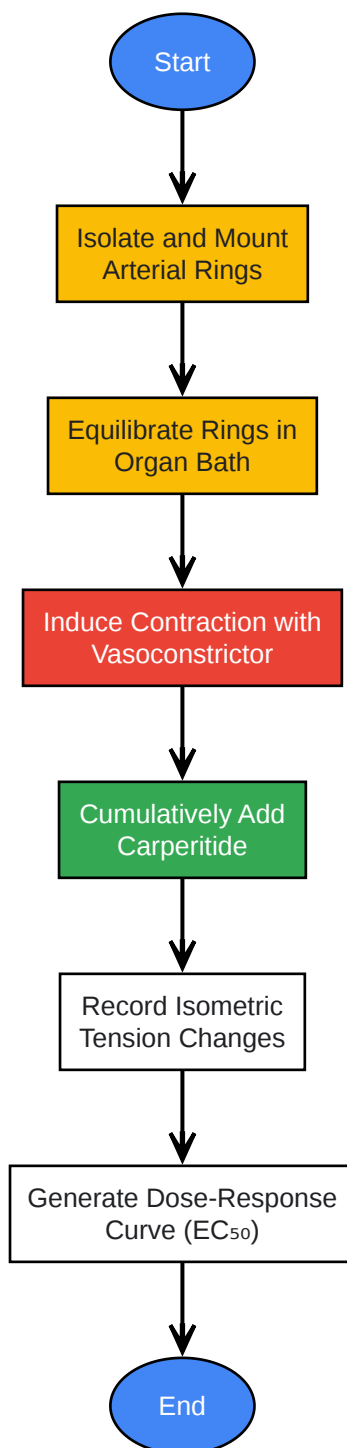 Start
Isolate and Mount
Arterial Rings
Equilibrate Rings in
Organ Bath
Induce Contraction with
Vasoconstrictor
Cumulatively Add
Carperitide
Record Isometric
Tension Changes
Generate Dose-Response
Curve (EC₅₀)
End